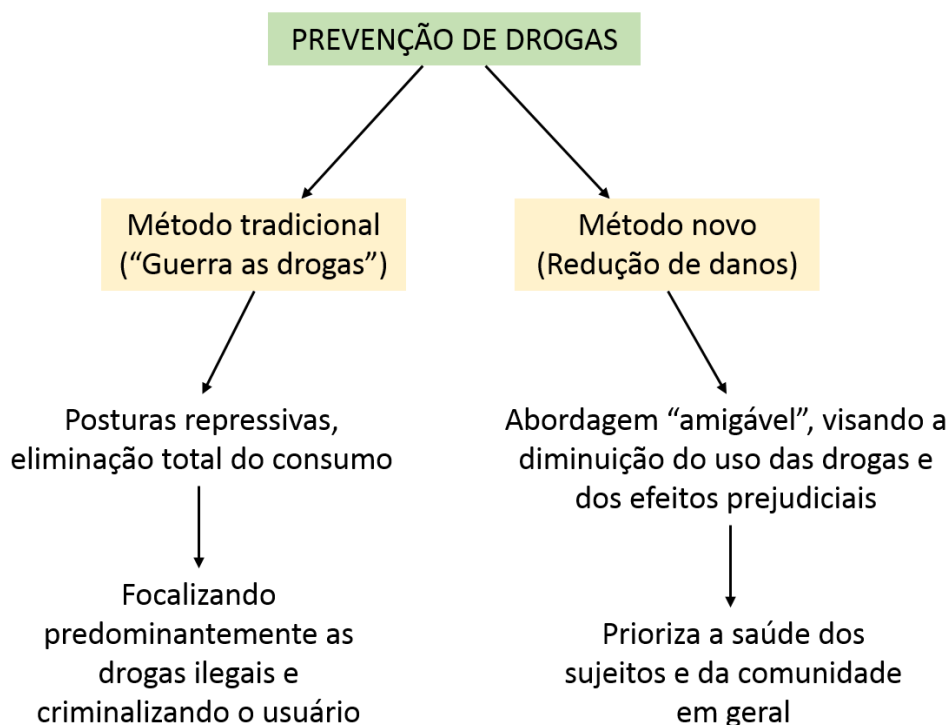 PREVENÇÃO DE DROGAS
Método tradicional
(“Guerra as drogas”)
Método novo
(Redução de danos)
Posturas repressivas,
eliminação total do consumo
Abordagem “amigável”, visando a
diminuição do uso das drogas e
dos efeitos prejudiciais
Focalizando
predominantemente as
drogas ilegais e
criminalizando o usuário
Prioriza a saúde dos
sujeitos e da comunidade
em geral